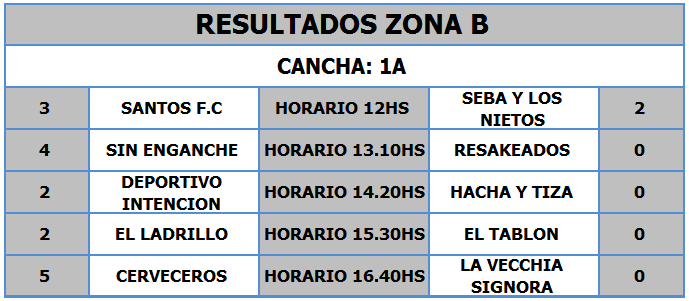 RESULTADOS ZONA B
CANCHA: 1A
3 SANTOS F.C HORARIO 12HS SEBA Y LOS NIETOS 2
4 SIN ENGANCHE HORARIO 13.10HS RESAKEADOS 0
2 DEPORTIVO INTENCION HORARIO 14.20HS HACHA Y TIZA 0
2 EL LADRILLO HORARIO 15.30HS EL TABLON 0
5 CERVECEROS HORARIO 16.40HS LA VECCHIA SIGNORA 0